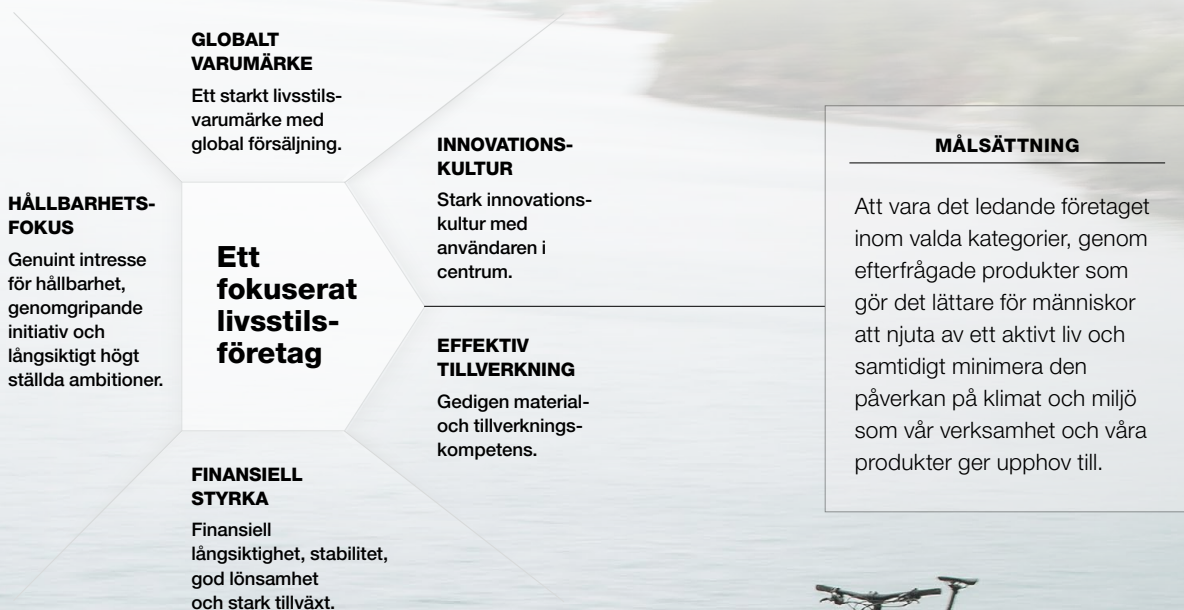 GLOBALT
VARUMÄRKE
Ett starkt livsstils-
varumärke med
global försäljning.
INNOVATIONS-
KULTUR
Stark innovations-
kultur med
användaren i
centrum.
HÅLLBARHETS-
FOKUS
Genuint intresse
för hållbarhet,
genomgripande
initiativ och
långsiktigt högt
ställda ambitioner.
Ett
fokuserat
livsstils-
företag
EFFEKTIV
TILLVERKNING
Gedigen material-
och tillverknings-
kompetens.
FINANSIELL
STYRKA
Finansiell
långsiktighet, stabilitet,
god lönsamhet
och stark tillväxt.
MÅLSÄTTNING
Att vara det ledande företaget
inom valda kategorier, genom
efterfrågade produkter som
gör det lättare för människor
att njuta av ett aktivt liv och
samtidigt minimera den
påverkan på klimat och miljö
som vår verksamhet och våra
produkter ger upphov till.